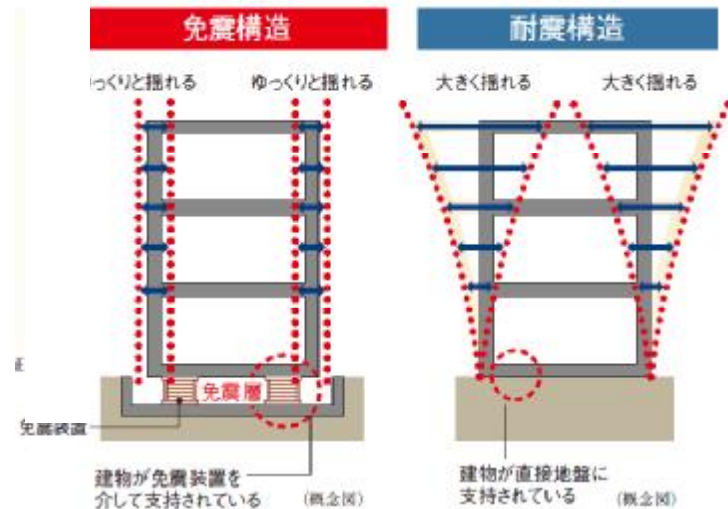 免震構造
耐震構造
っくりと揺れる
ゆっくりと揺れる
大きく揺れる
大きく揺れる
免震層
免震装置
建物が免震装置を
介して支持されている
(概念図)
建物が直接地盤に
支持されている
(概念図)